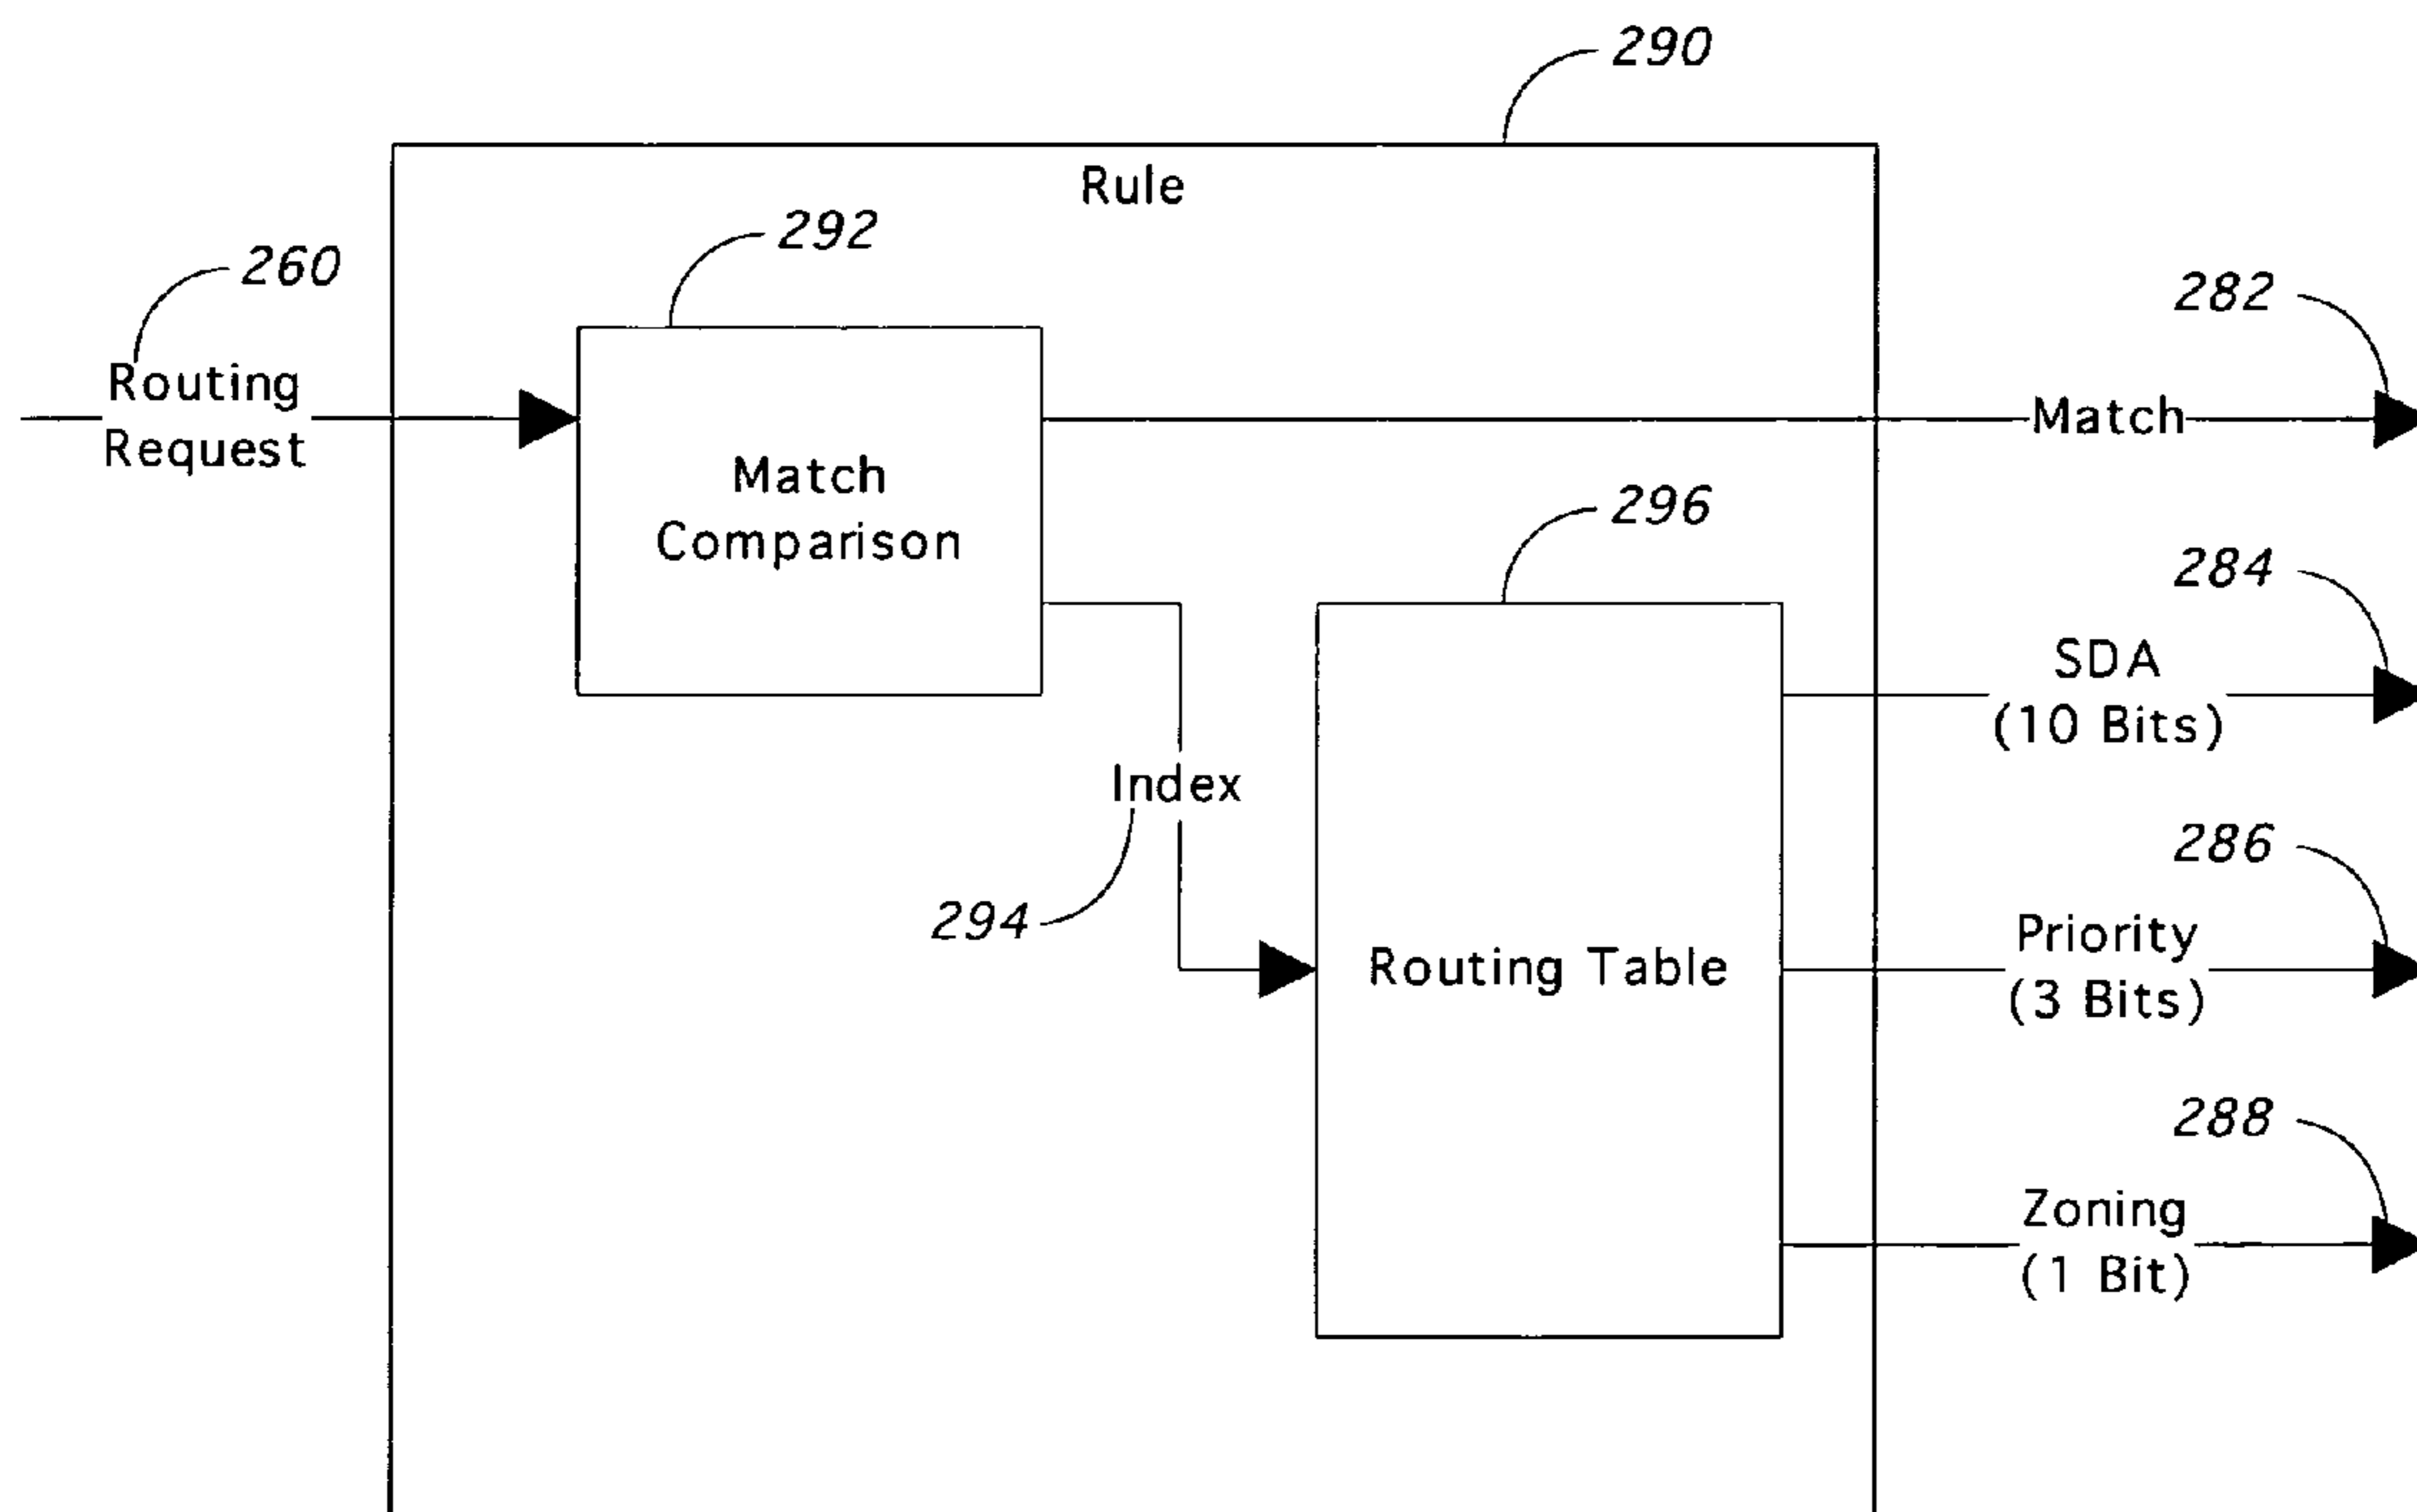 290
Rule
292
260
282
Routing
Request
Match
Match
Comparison
296
284
SDA
(10 Bits)
Index
286
294
Priority
(3 Bits)
Routing Table
288
Zoning
(1 Bit)